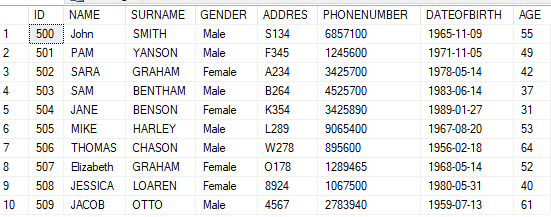 ID NAME SURNAME GENDER ADDRES PHONENUMBER DATEOFBIRTH AGE
1 500 John SMITH Male S134 6857100 1965-11-09 55
2 501 PAM YANSON Male F345 1245600 1971-11-05 49
3 502 SARA GRAHAM Female A234 3425700 1978-05-14 42
4 503 SAM BENTHAM Male B264 4525700 1983-06-14 37
5 504 JANE BENSON Female K354 3425890 1989-01-27 31
6 505 MIKE HARLEY Male L289 9065400 1967-08-20 53
7 506 THOMAS CHASON Male W278 895600 1956-02-18 64
8 507 Elizabeth GRAHAM Female O178 1289465 1968-05-14 52
9 508 JESSICA LOAREN Female 8924 1067500 1980-05-31 40
10 509 JACOB OTTO Male 4567 2783940 1959-07-13 61